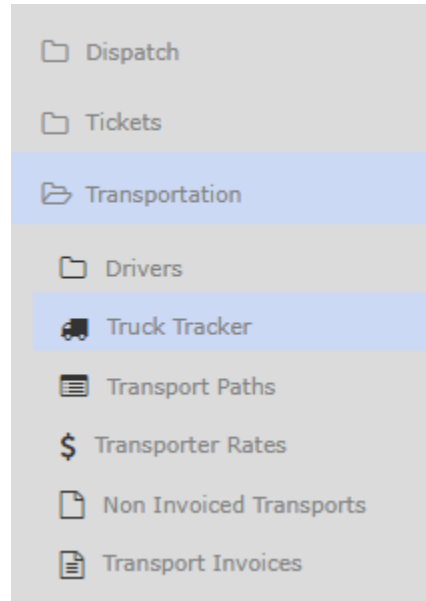 Dispatch
Tickets
Transportation
Drivers
Truck Tracker
Transport Paths
$ Transporter Rates
Non Invoiced Transports
Transport Invoices